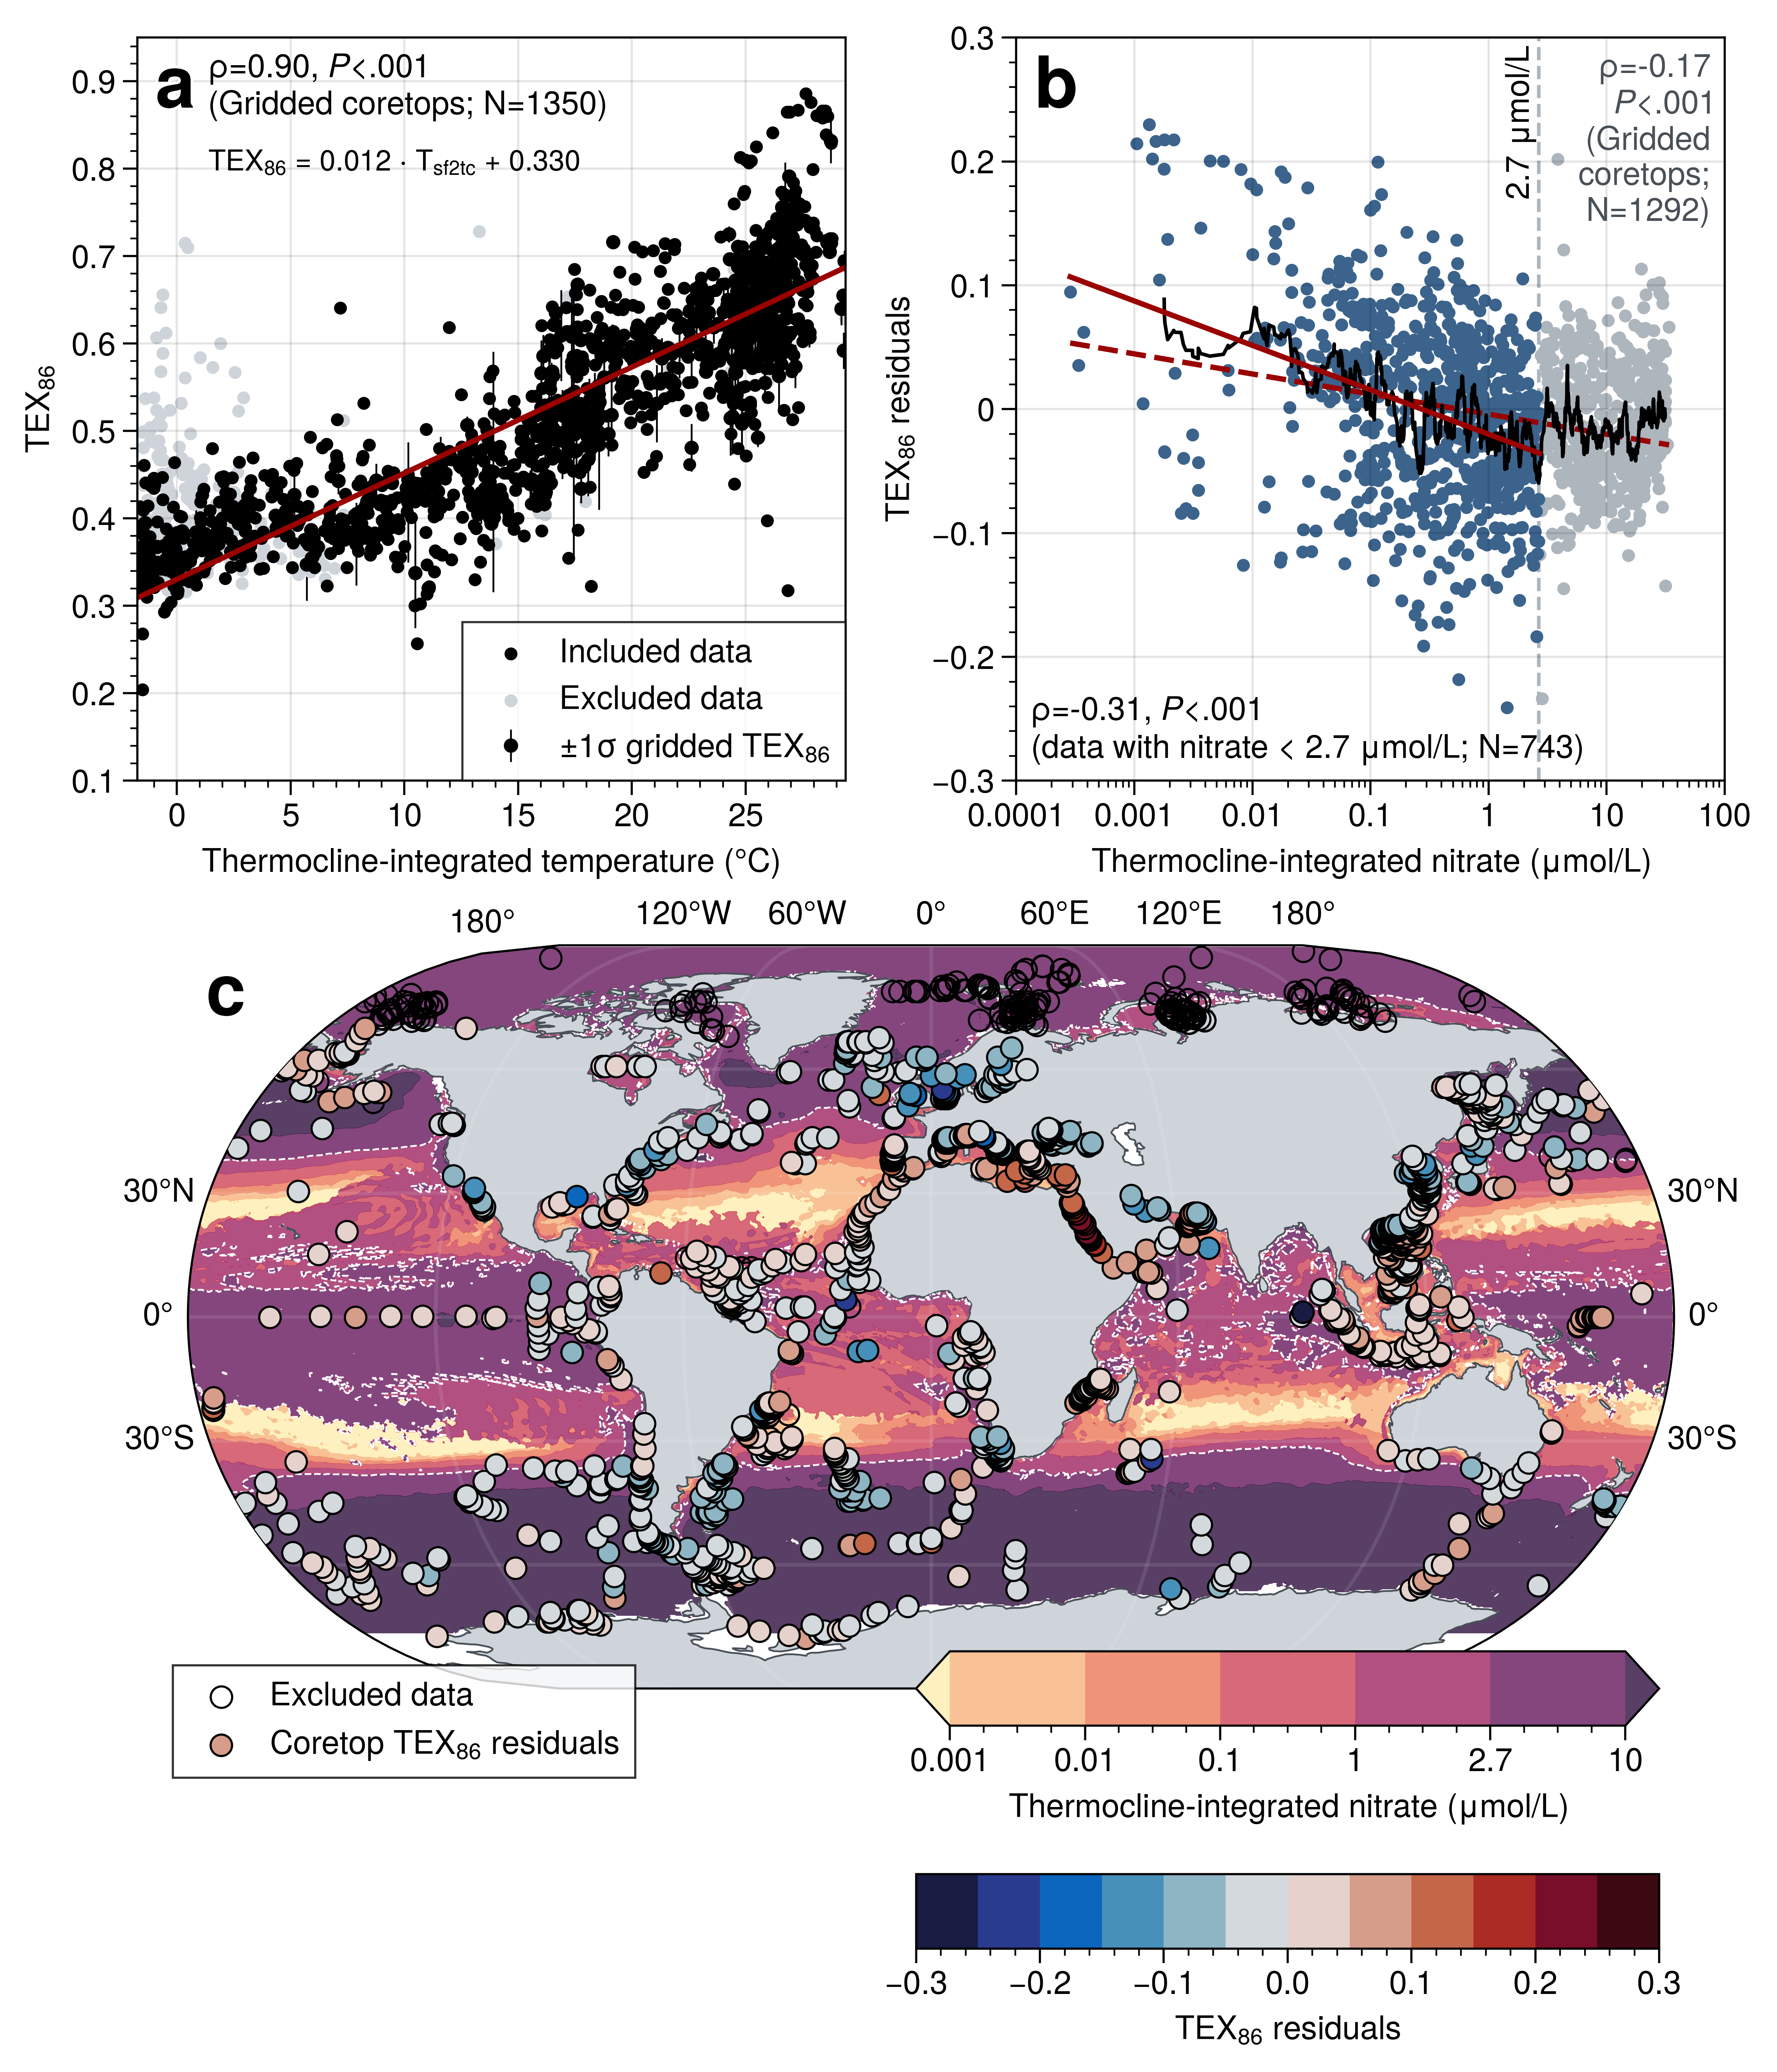 a
ρ=0.90, P<.001
(Gridded coretops; N=1350)
TEX86 = 0.012 · Tsf2tc + 0.330
0.9
0.8
0.7
0.6
0.5
0.4
0.3
0.2
0.1
TEX86
Included data
Excluded data
±1σ gridded TEX86
0 5 10 15 20 25
Thermocline-integrated temperature (°C)
b
2.7 μmol/L
ρ=-0.17
P<.001
(Gridded
coretops;
N=1292)
0.3
0.2
0.1
0
−0.1
−0.2
−0.3
TEX86 residuals
ρ=-0.31, P<.001
(data with nitrate < 2.7 μmol/L; N=743)
0.0001 0.001 0.01 0.1 1 10 100
Thermocline-integrated nitrate (μmol/L)
180° 120°W 60°W 0° 60°E 120°E 180°
c
30°N 30°N
0° 0°
30°S 30°S
Excluded data
Coretop TEX86 residuals
0.001 0.01 0.1 1 2.7 10
Thermocline-integrated nitrate (μmol/L)
−0.3 −0.2 −0.1 0.0 0.1 0.2 0.3
TEX86 residuals